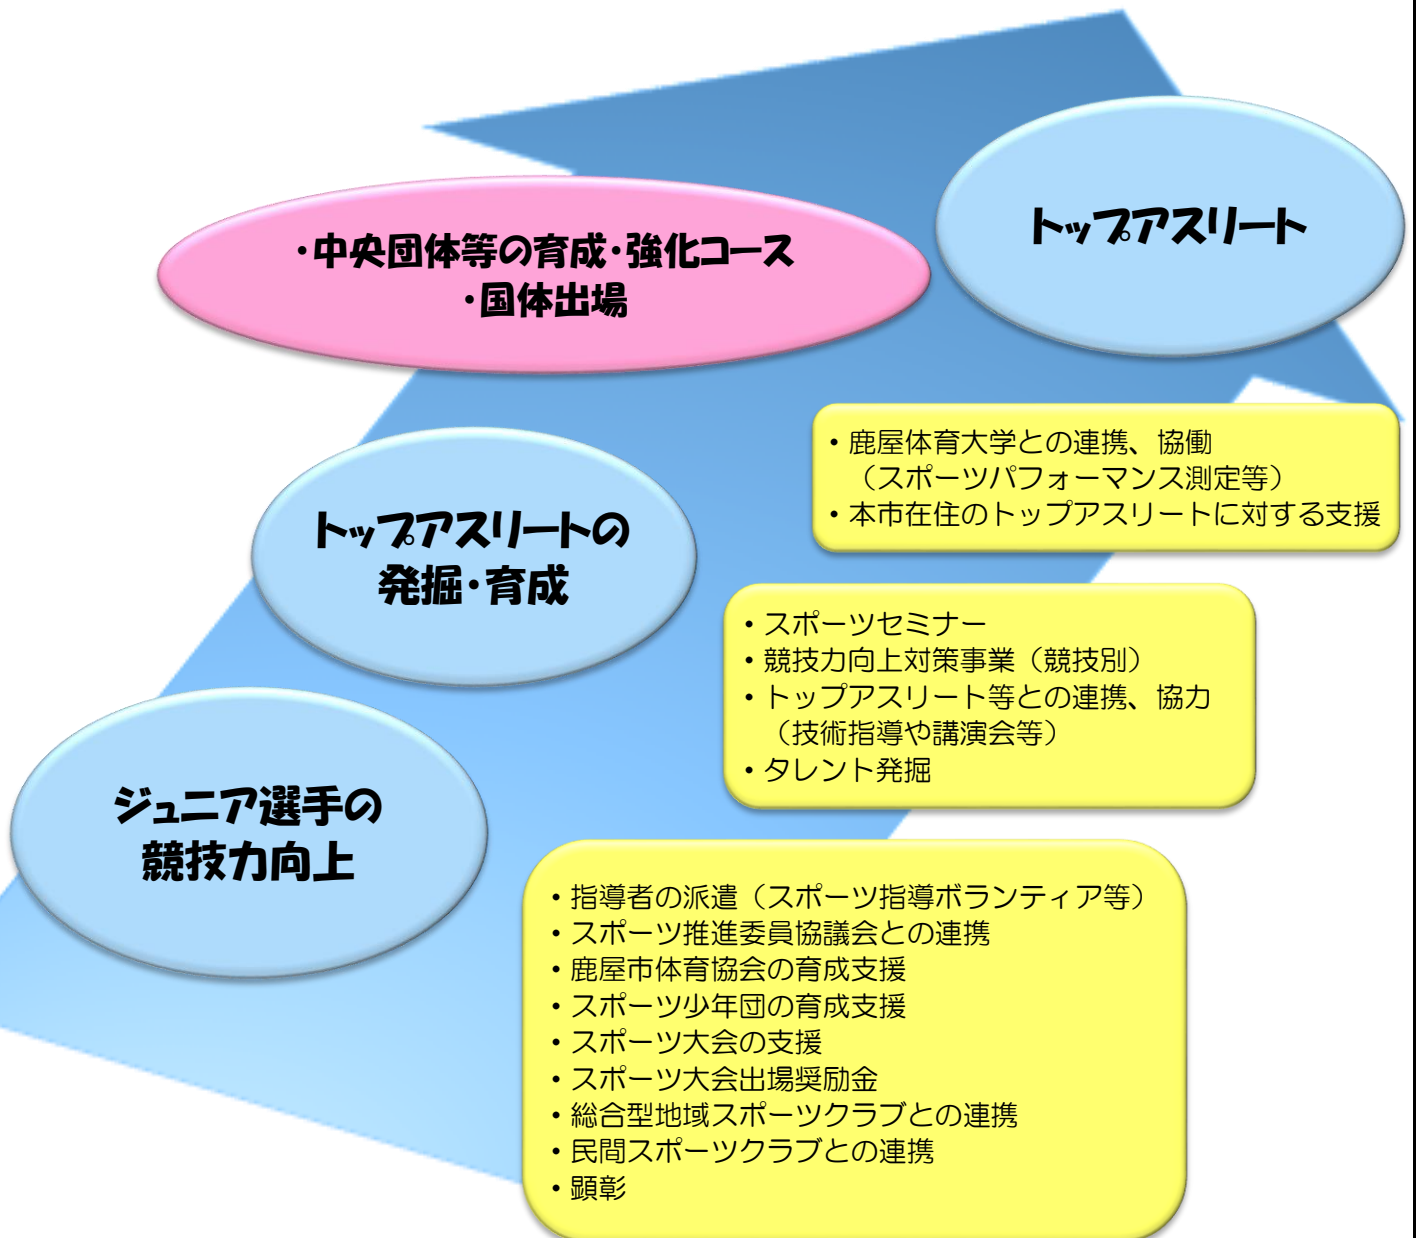 トップアスリート
・中央団体等の育成・強化コース
・国体出場
・鹿屋体育大学との連携、協働
（スポーツパフォーマンス測定等）
・本市在住のトップアスリートに対する支援
トップアスリートの
発掘・育成
・スポーツセミナー
・競技力向上対策事業（競技別）
・トップアスリート等との連携、協力
（技術指導や講演会等）
・タレント発掘
ジュニア選手の
競技力向上
・指導者の派遣（スポーツ指導ボランティア等）
・スポーツ推進委員協議会との連携
・鹿屋市体育協会の育成支援
・スポーツ少年団の育成支援
・スポーツ大会の支援
・スポーツ大会出場奨励金
・総合型地域スポーツクラブとの連携
・民間スポーツクラブとの連携
・顕彰